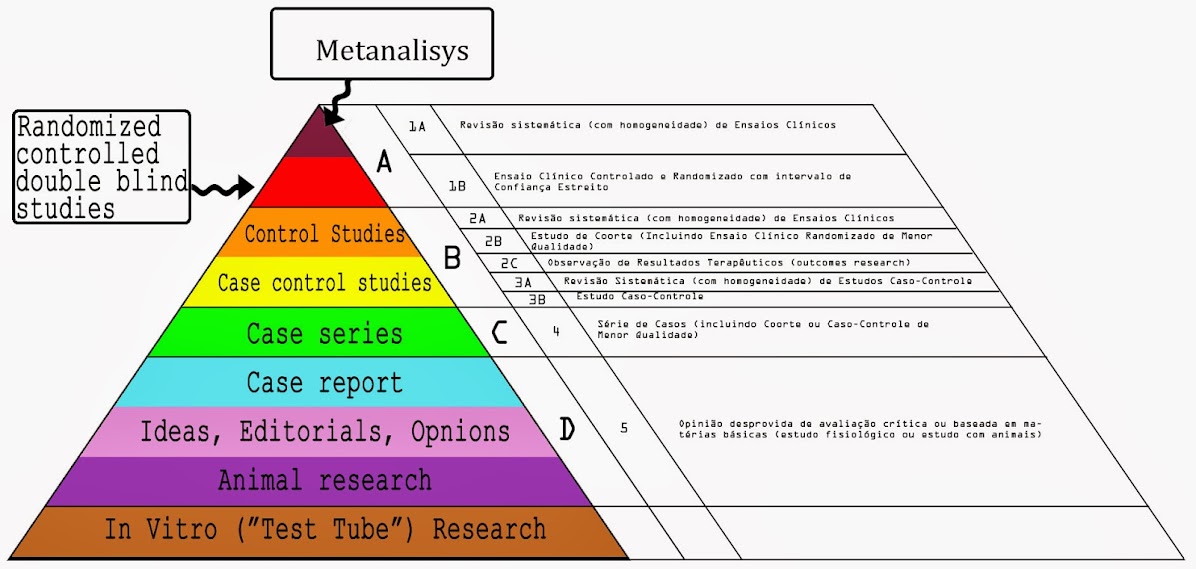 Metanalisys
Randomized
controlled
double blind
studies
A
1A
Revisão sistemática (com homogeneidade) de Ensaios Clínicos
1B
Ensaio Clínico Controlado e Randomizado com intervalo de
Confiança Estreito
Control Studies
Case control studies
B
2A
Revisão sistemática (com homogeneidade) de Ensaios Clínicos
2B
Estudo de Coorte (Incluindo Ensaio Clínico Randomizado de Menor
Qualidade)
2C
Observação de Resultados Terapêuticos (outcomes research)
3A
Revisão Sistemática (com homogeneidade) de Estudos Caso-Controle
3B
Estudo Caso-Controle
Case series
C
4
Série de Casos (incluindo Coorte ou Caso-Controle de
Menor Qualidade)
Case report
Ideas, Editorials, Opnions
Animal research
D
5
Opinião desprovida de avaliação crítica ou baseada em ma-
térias básicas (estudo fisiológico ou estudo com animais)
In Vitro ("Test Tube") Research